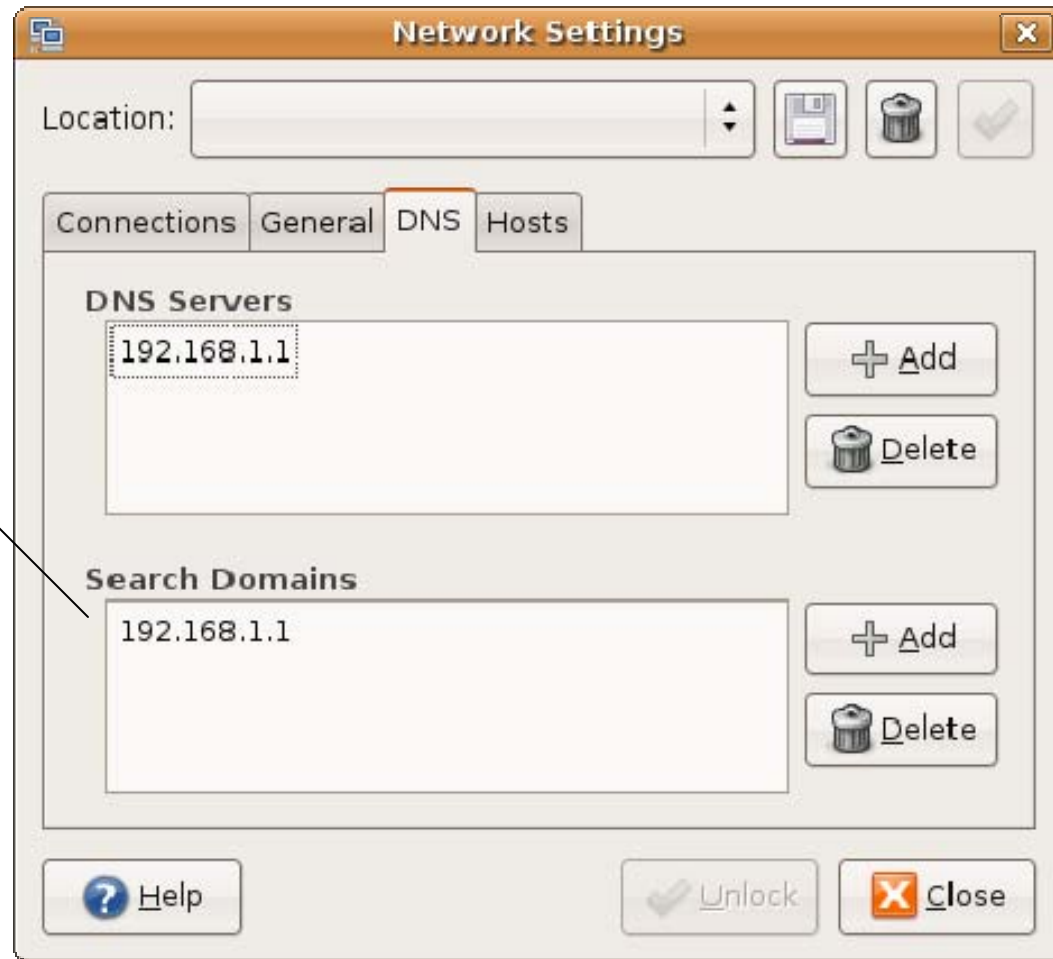 Network Settings
Location:
Connections General DNS Hosts
DNS Servers
192.168.1.1
Add
Delete
Search Domains
192.168.1.1
Add
Delete
Help
Unlock
Close